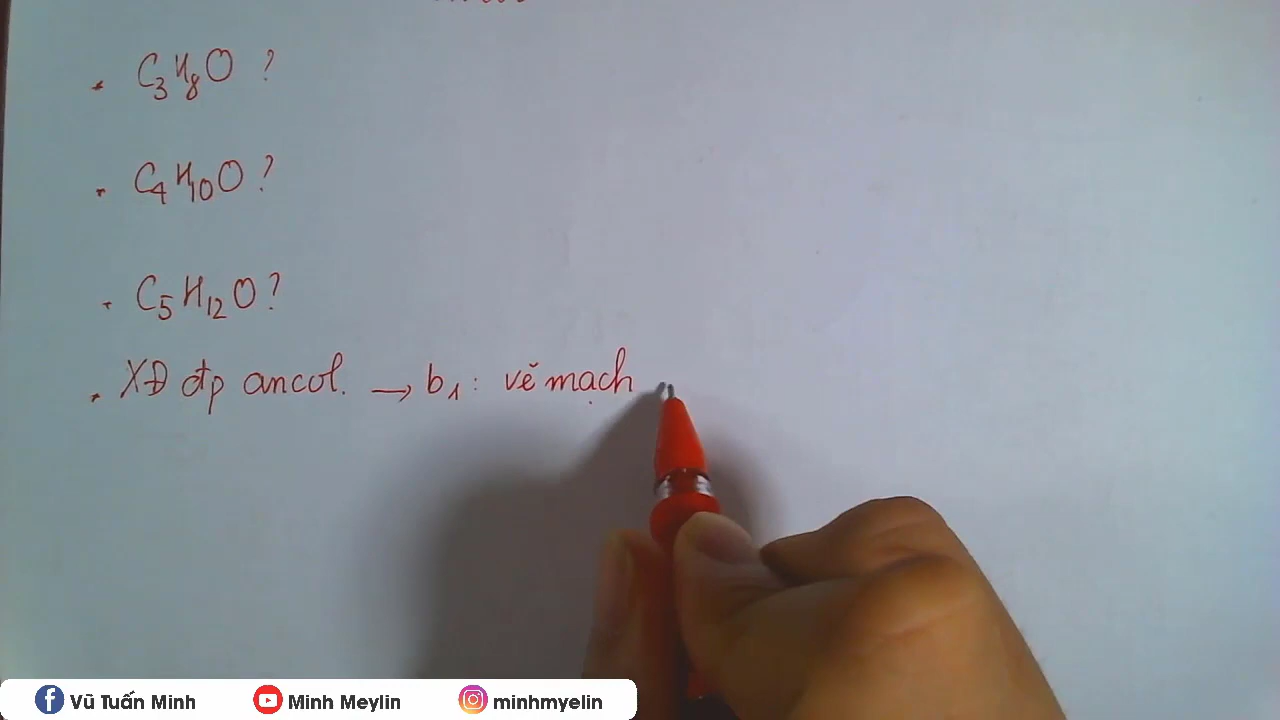 C₃H₈O ?
C₄H₁₀O ?
C₅H₁₂O ?
XĐ đp ancol. → b₁ : vẽ mạch
Vũ Tuấn Minh Minh Meylin minhmyelin